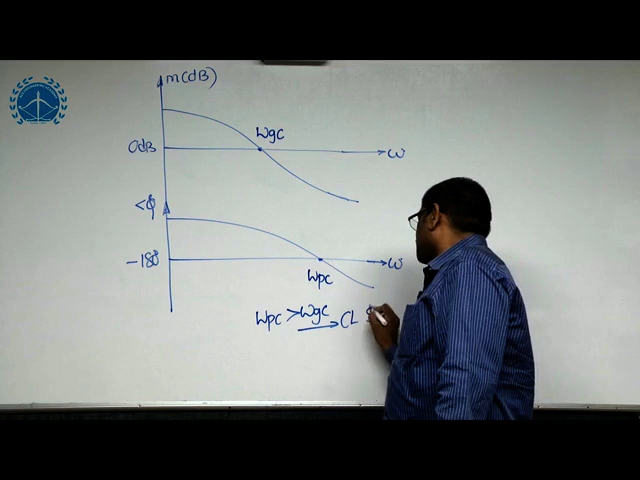 m(dB)
Wgc
0dB
ω
<ϕ
-180
ω
Wpc
Wpc > Wgc → CL S